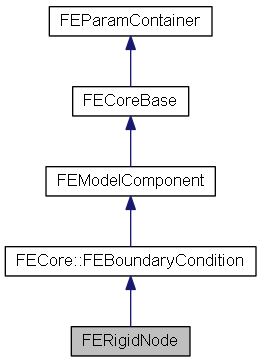 FEParamContainer
FECoreBase
FEModelComponent
FECore::FEBoundaryCondition
FERigidNode